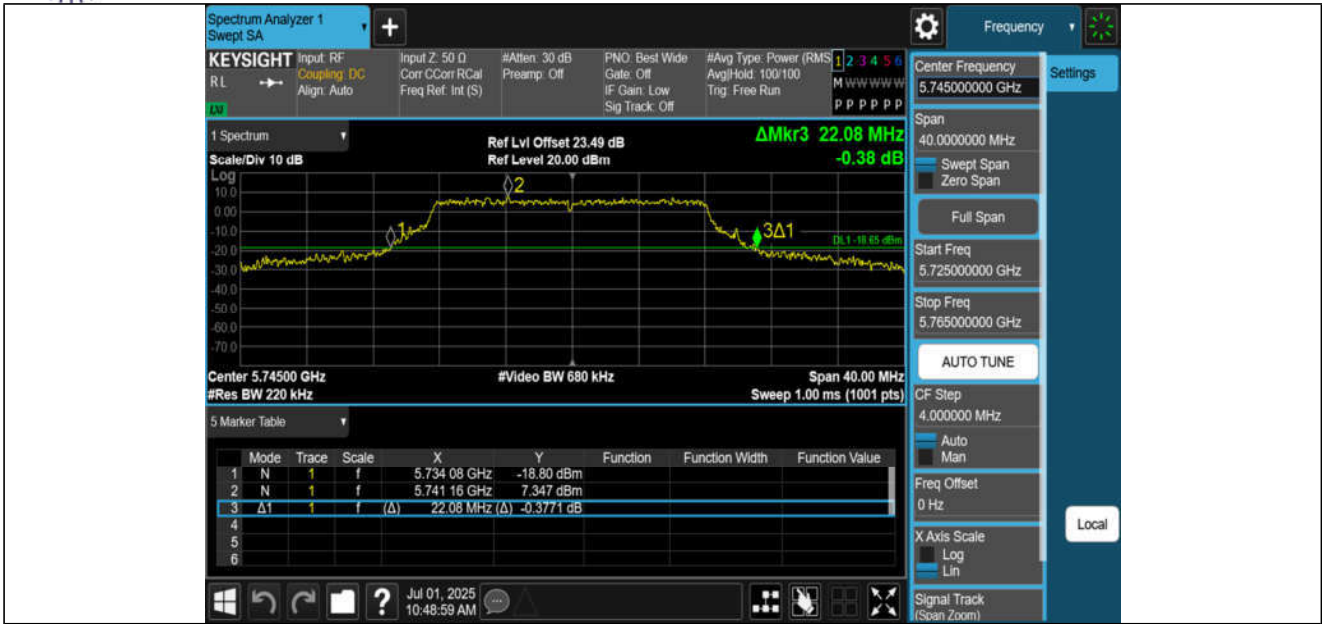 Spectrum Analyzer 1
Swept SA
+
Frequency
KEYSIGHT
RL
LXI
Input: RF
Coupling: DC
Align: Auto
Input Z: 50 Ω
Corr CCorr RCal
Freq Ref: Int (S)
#Atten: 30 dB
Preamp: Off
PNO: Best Wide
Gate: Off
IF Gain: Low
Sig Track: Off
#Avg Type: Power (RMS
Avg|Hold: 100/100
Trig: Free Run
1 2 3 4 5 6
M W W W W W
P P P P P P
1 Spectrum
Scale/Div 10 dB
Ref Lvl Offset 23.49 dB
Ref Level 20.00 dBm
ΔMkr3 22.08 MHz
-0.38 dB
Log
10.0
0.00
-10.0
-20.0
-30.0
-40.0
-50.0
-60.0
-70.0
1
2
3Δ1
DL1 -18.65 dBm
Center 5.74500 GHz
#Video BW 680 kHz
Span 40.00 MHz
#Res BW 220 kHz
Sweep 1.00 ms (1001 pts)
5 Marker Table
Mode Trace Scale X Y Function Function Width Function Value
1 N 1 f 5.734 08 GHz -18.80 dBm
2 N 1 f 5.741 16 GHz 7.347 dBm
3 Δ1 1 f (Δ) 22.08 MHz (Δ) -0.3771 dB
4
5
6
?
Jul 01, 2025
10:48:59 AM
Center Frequency
5.745000000 GHz
Settings
Span
40.0000000 MHz
Swept Span
Zero Span
Full Span
Start Freq
5.725000000 GHz
Stop Freq
5.765000000 GHz
AUTO TUNE
CF Step
4.000000 MHz
Auto
Man
Freq Offset
0 Hz
X Axis Scale
Log
Lin
Local
Signal Track
(Span Zoom)